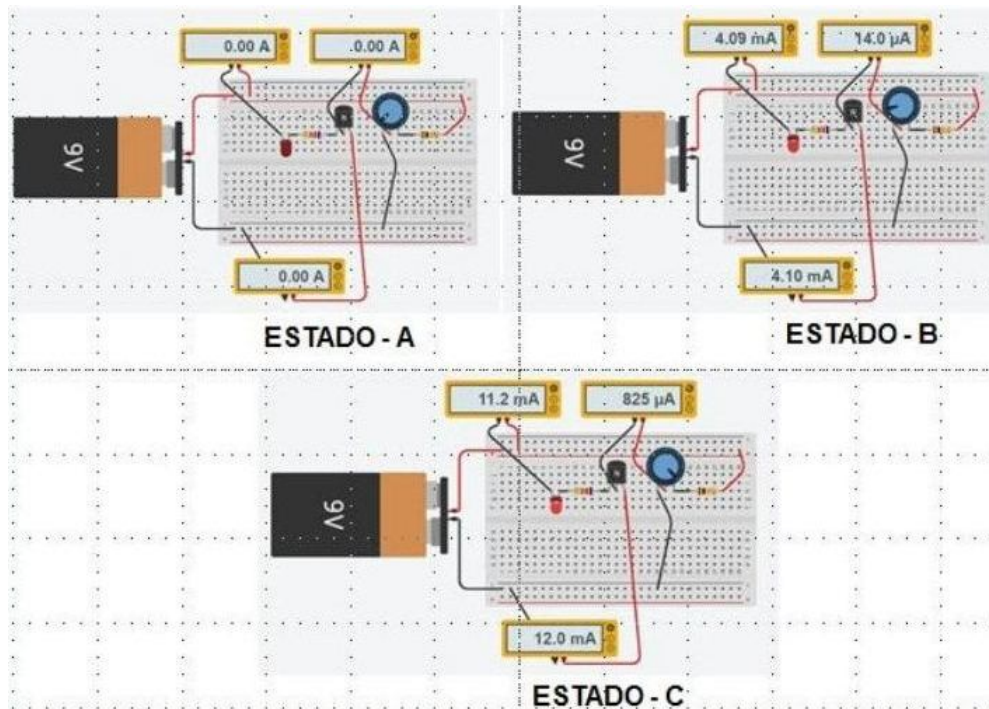 0.00 A
0.00 A
9V
0.00 A
ESTADO - A
4.09 mA
14.0 µA
9V
4.10 mA
ESTADO - B
11.2 mA
825 µA
9V
12.0 mA
ESTADO - C